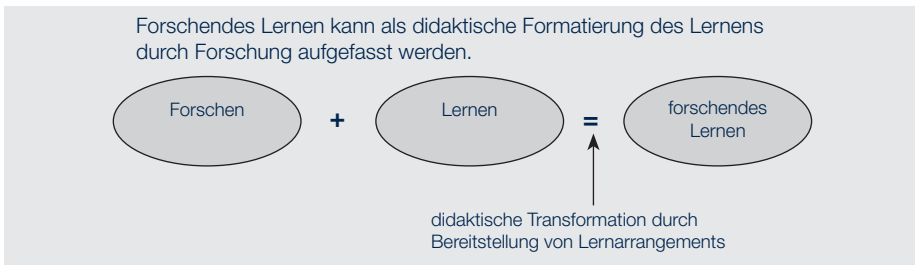 Forschendes Lernen kann als didaktische Formatierung des Lernens
durch Forschung aufgefasst werden.
Forschen
+
Lernen
=
forschendes
Lernen
didaktische Transformation durch
Bereitstellung von Lernarrangements